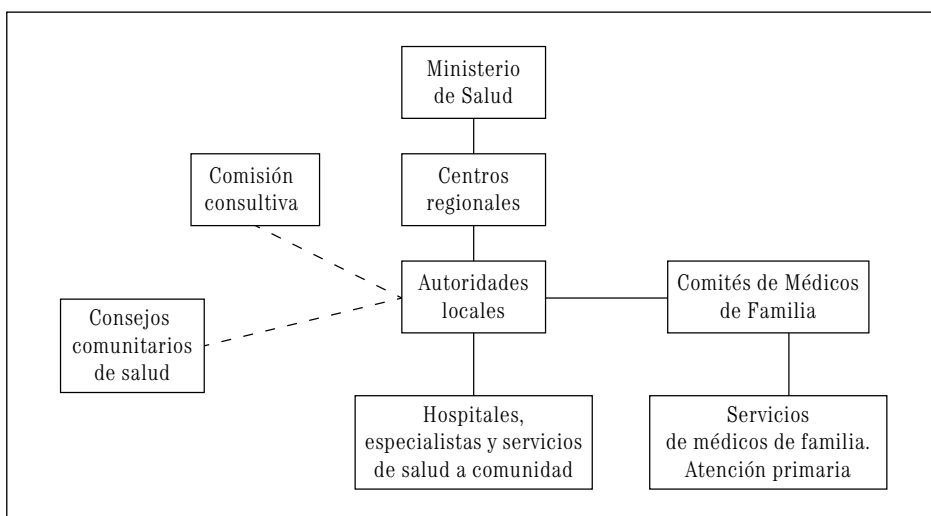 Ministerio
de Salud
Comisión
consultiva
Centros
regionales
Autoridades
locales
Comités de Médicos
de Familia
Consejos
comunitarios
de salud
Hospitales,
especialistas y servicios
de salud a comunidad
Servicios
de médicos de familia.
Atención primaria